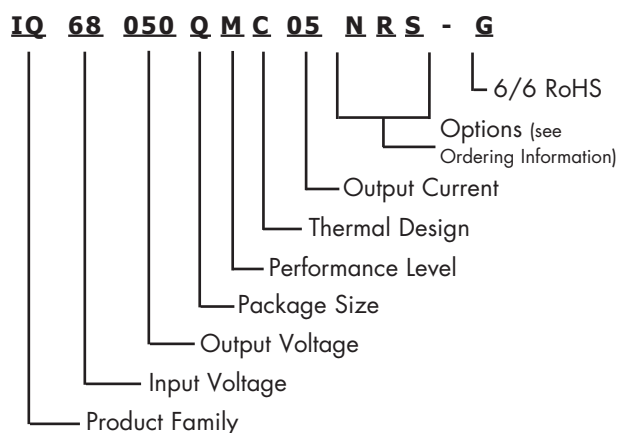 IQ 68 050 Q M C 05 N R S - G
6/6 RoHS
Options (see
Ordering Information)
Output Current
Thermal Design
Performance Level
Package Size
Output Voltage
Input Voltage
Product Family